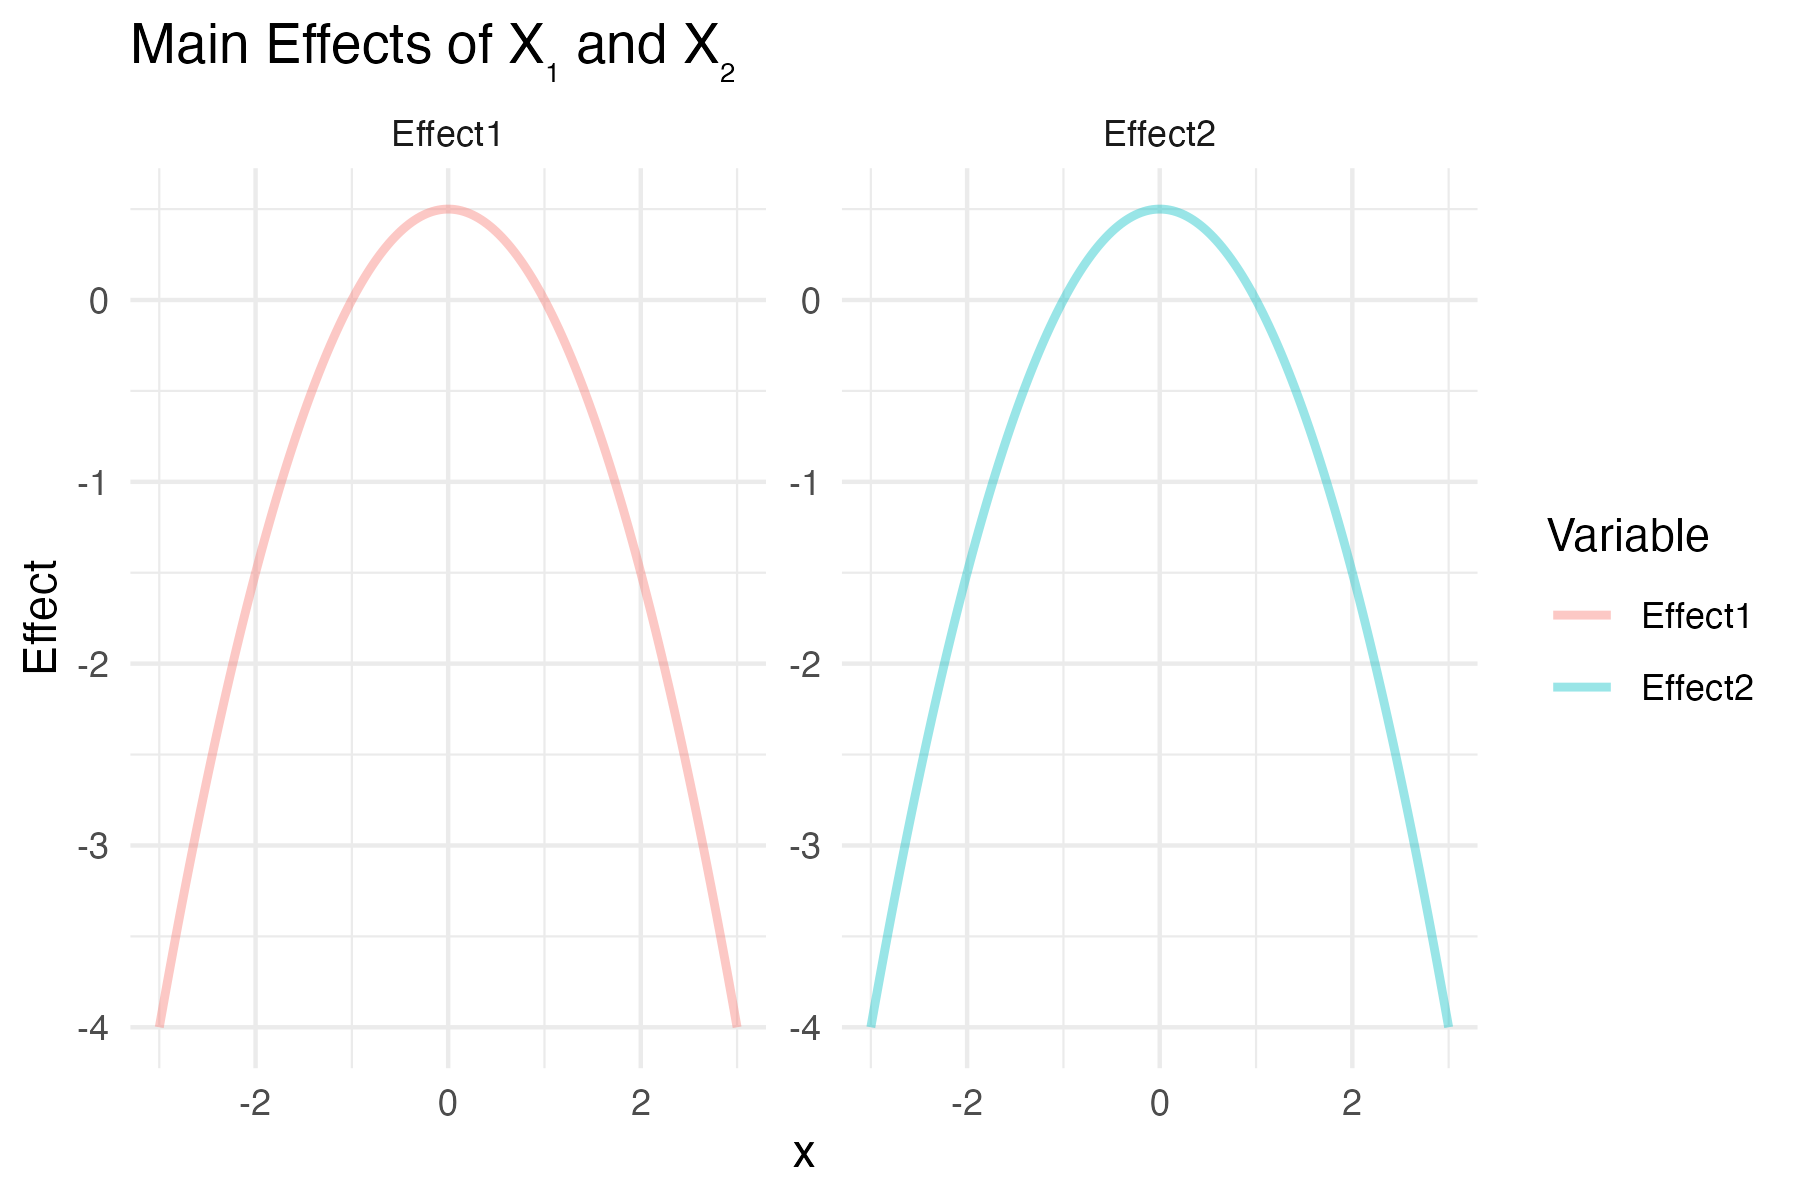 Main Effects of X₁ and X₂
Effect1
Effect2
0
-1
-2
-3
-4
0
-1
-2
-3
-4
Effect
-2 0 2
-2 0 2
x
Variable
Effect1
Effect2